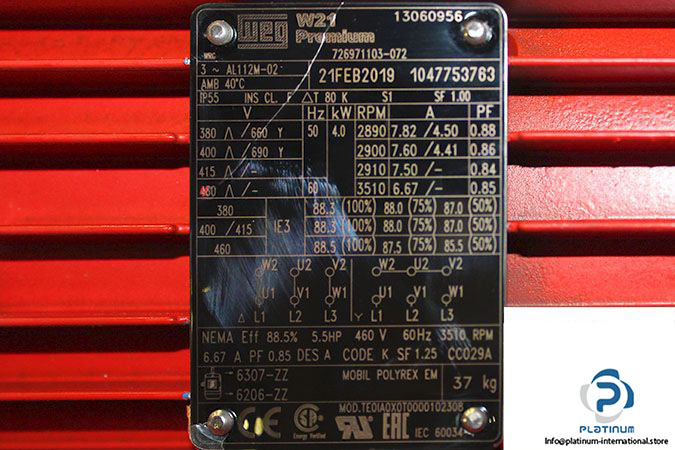 WEG W21 Premium 13060956
726971103-072
3 ~ AL112M-02 21FEB2019 1047753763
AMB 40°C
IP55 INS CL. F △T 80 K S1 SF 1.00
V Hz kW RPM A PF
380 △/660 Y 50 4.0 2890 7.82 /4.50 0.88
400 △/690 Y 2900 7.60 /4.41 0.86
415 △/- 2910 7.50 /- 0.84
460 △/- 60 3510 6.67 /- 0.85
380 IE3 88.3 (100%) 88.0 (75%) 87.0 (50%)
400 /415 88.3 (100%) 88.0 (75%) 87.0 (50%)
460 88.5 (100%) 87.5 (75%) 85.5 (50%)
W2 U2 V2 W2 U2 V2
U1 V1 W1 U1 V1 W1
△ L1 L2 L3 Y L1 L2 L3
NEMA Eff 88.5% 5.5HP 460 V 60Hz 3510 RPM
6.67 A PF 0.85 DES A CODE K SF 1.25 CC029A
6307-ZZ MOBIL POLYREX EM 37 kg
6206-ZZ
MOD.TE01A0X0T0000102308
CE Energy Verified EAC IEC 60034
PLATINUM
Info@platinum-international.store